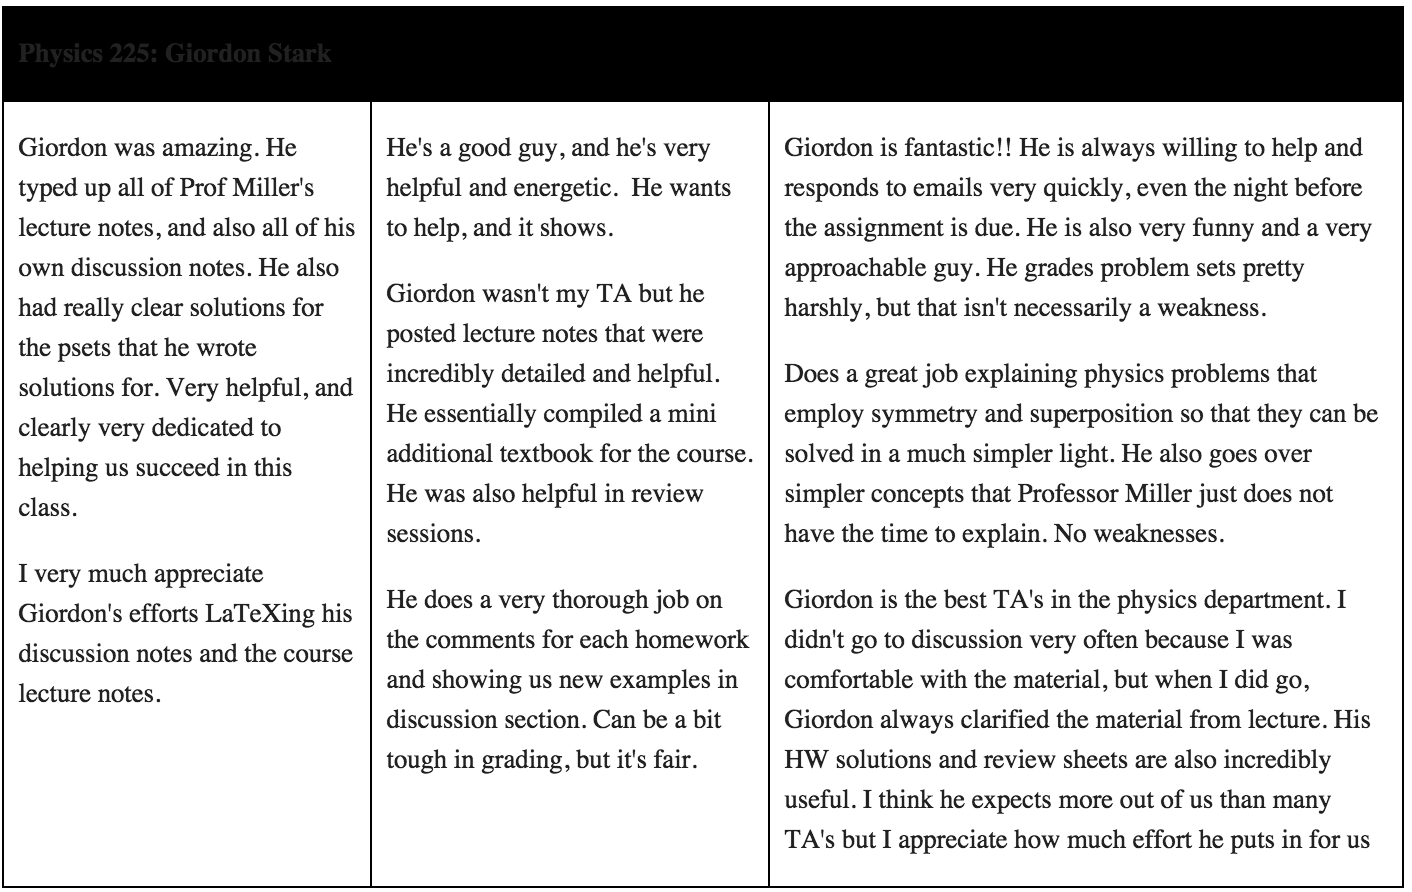 Physics 225: Giordon Stark
Giordon was amazing. He
typed up all of Prof Miller's
lecture notes, and also all of his
own discussion notes. He also
had really clear solutions for
the psets that he wrote
solutions for. Very helpful, and
clearly very dedicated to
helping us succeed in this
class.
I very much appreciate
Giordon's efforts LaTeXing his
discussion notes and the course
lecture notes.
He's a good guy, and he's very
helpful and energetic.  He wants
to help, and it shows.
Giordon wasn't my TA but he
posted lecture notes that were
incredibly detailed and helpful.
He essentially compiled a mini
additional textbook for the course.
He was also helpful in review
sessions.
He does a very thorough job on
the comments for each homework
and showing us new examples in
discussion section. Can be a bit
tough in grading, but it's fair.
Giordon is fantastic!! He is always willing to help and
responds to emails very quickly, even the night before
the assignment is due. He is also very funny and a very
approachable guy. He grades problem sets pretty
harshly, but that isn't necessarily a weakness.
Does a great job explaining physics problems that
employ symmetry and superposition so that they can be
solved in a much simpler light. He also goes over
simpler concepts that Professor Miller just does not
have the time to explain. No weaknesses.
Giordon is the best TA's in the physics department. I
didn't go to discussion very often because I was
comfortable with the material, but when I did go,
Giordon always clarified the material from lecture. His
HW solutions and review sheets are also incredibly
useful. I think he expects more out of us than many
TA's but I appreciate how much effort he puts in for us